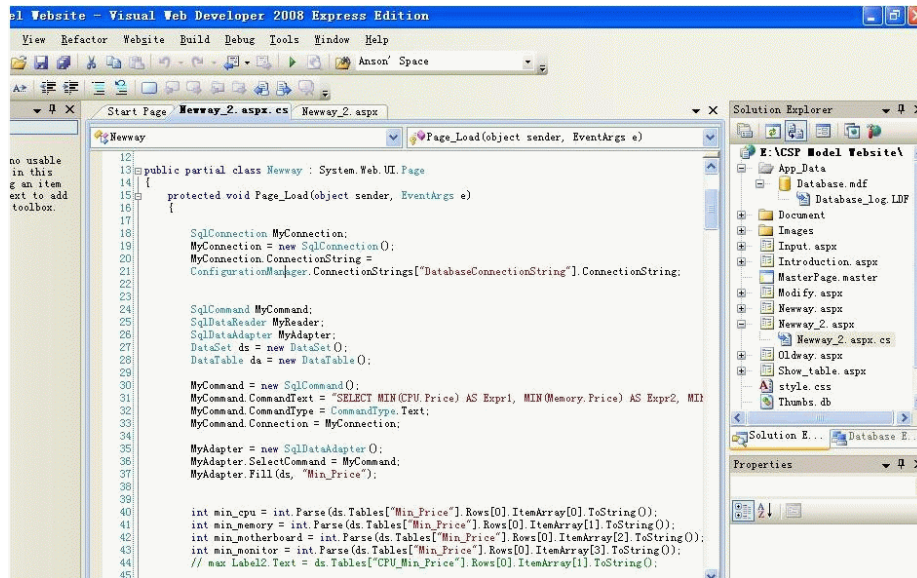 el Website - Visual Web Developer 2008 Express Edition
View Refactor Website Build Debug Tools Window Help
Anson' Space
Start Page Newway_2.aspx.cs Newway_2.aspx
Newway
Page_Load(object sender, EventArgs e)
no usable
in this
g an item
ext to add
toolbox.
12
13 public partial class Newway : System.Web.UI.Page
14 {
15 protected void Page_Load(object sender, EventArgs e)
16 {
17
18 SqlConnection MyConnection;
19 MyConnection = new SqlConnection();
20 MyConnection.ConnectionString =
21 ConfigurationManager.ConnectionStrings["DatabaseConnectionString"].ConnectionString;
22
23
24 SqlCommand MyCommand;
25 SqlDataReader MyReader;
26 SqlDataAdapter MyAdapter;
27 DataSet ds = new DataSet();
28 DataTable da = new DataTable();
29
30 MyCommand = new SqlCommand();
31 MyCommand.CommandText = "SELECT MIN(CPU.Price) AS Expr1, MIN(Memory.Price) AS Expr2, MIN
32 MyCommand.CommandType = CommandType.Text;
33 MyCommand.Connection = MyConnection;
34
35 MyAdapter = new SqlDataAdapter();
36 MyAdapter.SelectCommand = MyCommand;
37 MyAdapter.Fill(ds, "Min_Price");
38
39
40 int min_cpu = int.Parse(ds.Tables["Min_Price"].Rows[0].ItemArray[0].ToString());
41 int min_memory = int.Parse(ds.Tables["Min_Price"].Rows[0].ItemArray[1].ToString());
42 int min_motherboard = int.Parse(ds.Tables["Min_Price"].Rows[0].ItemArray[2].ToString());
43 int min_monitor = int.Parse(ds.Tables["Min_Price"].Rows[0].ItemArray[3].ToString());
44 // max Label2.Text = ds.Tables["CPU_Min_Price"].Rows[0].ItemArray[1].ToString();
45
Solution Explorer
E:\CSP Model Website\
App_Data
Database.mdf
Database_log.LDF
Document
Images
Input.aspx
Introduction.aspx
MasterPage.master
Modify.aspx
Newway.aspx
Newway_2.aspx
Newway_2.aspx.cs
Oldway.aspx
Show_table.aspx
style.css
Thumbs.db
Solution E... Database E..
Properties